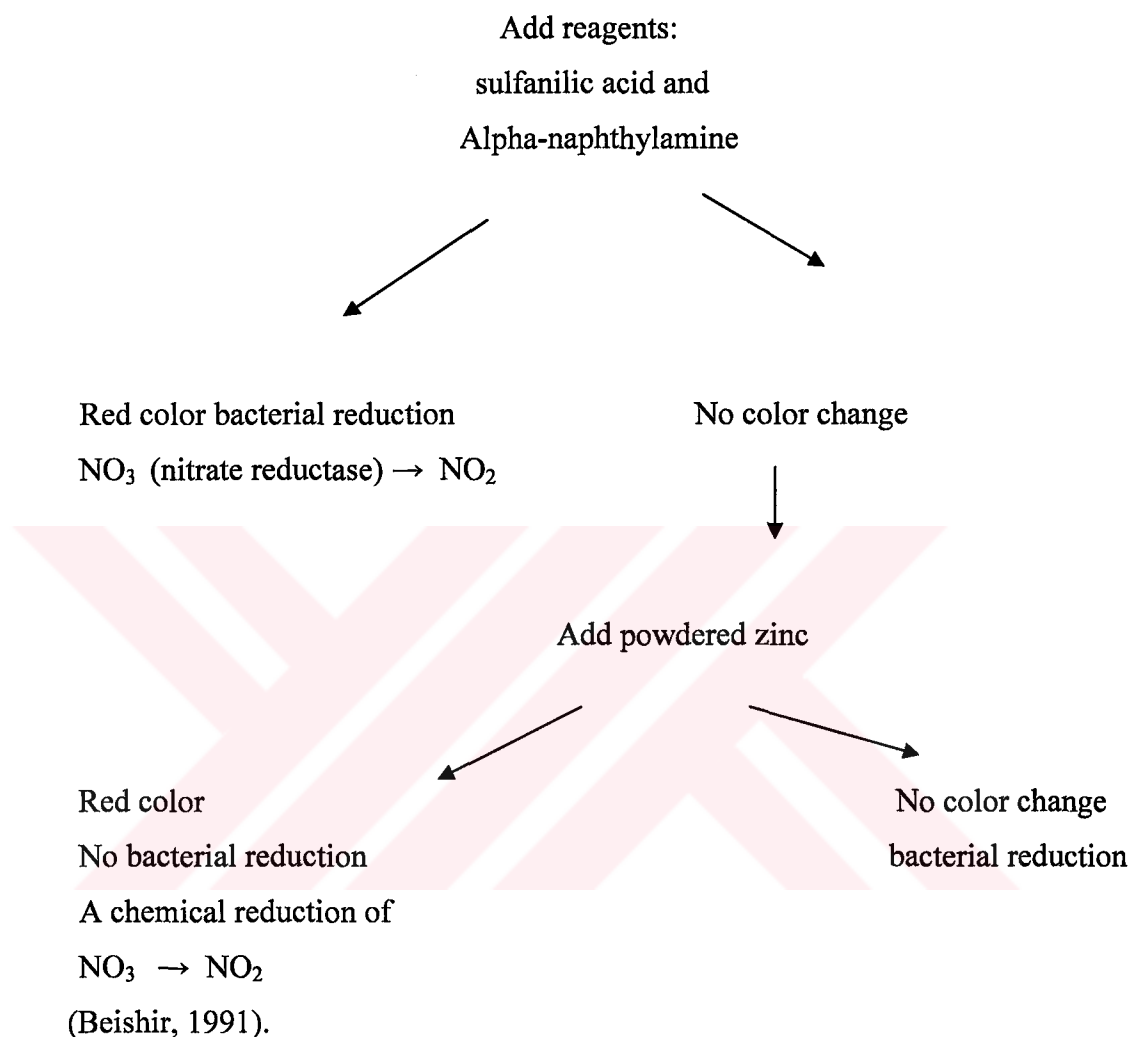 Add reagents:
sulfanilic acid and
Alpha-naphthylamine
Red color bacterial reduction
NO₃ (nitrate reductase) → NO₂
No color change
Add powdered zinc
Red color
No bacterial reduction
A chemical reduction of
NO₃ → NO₂
(Beishir, 1991).
No color change
bacterial reduction